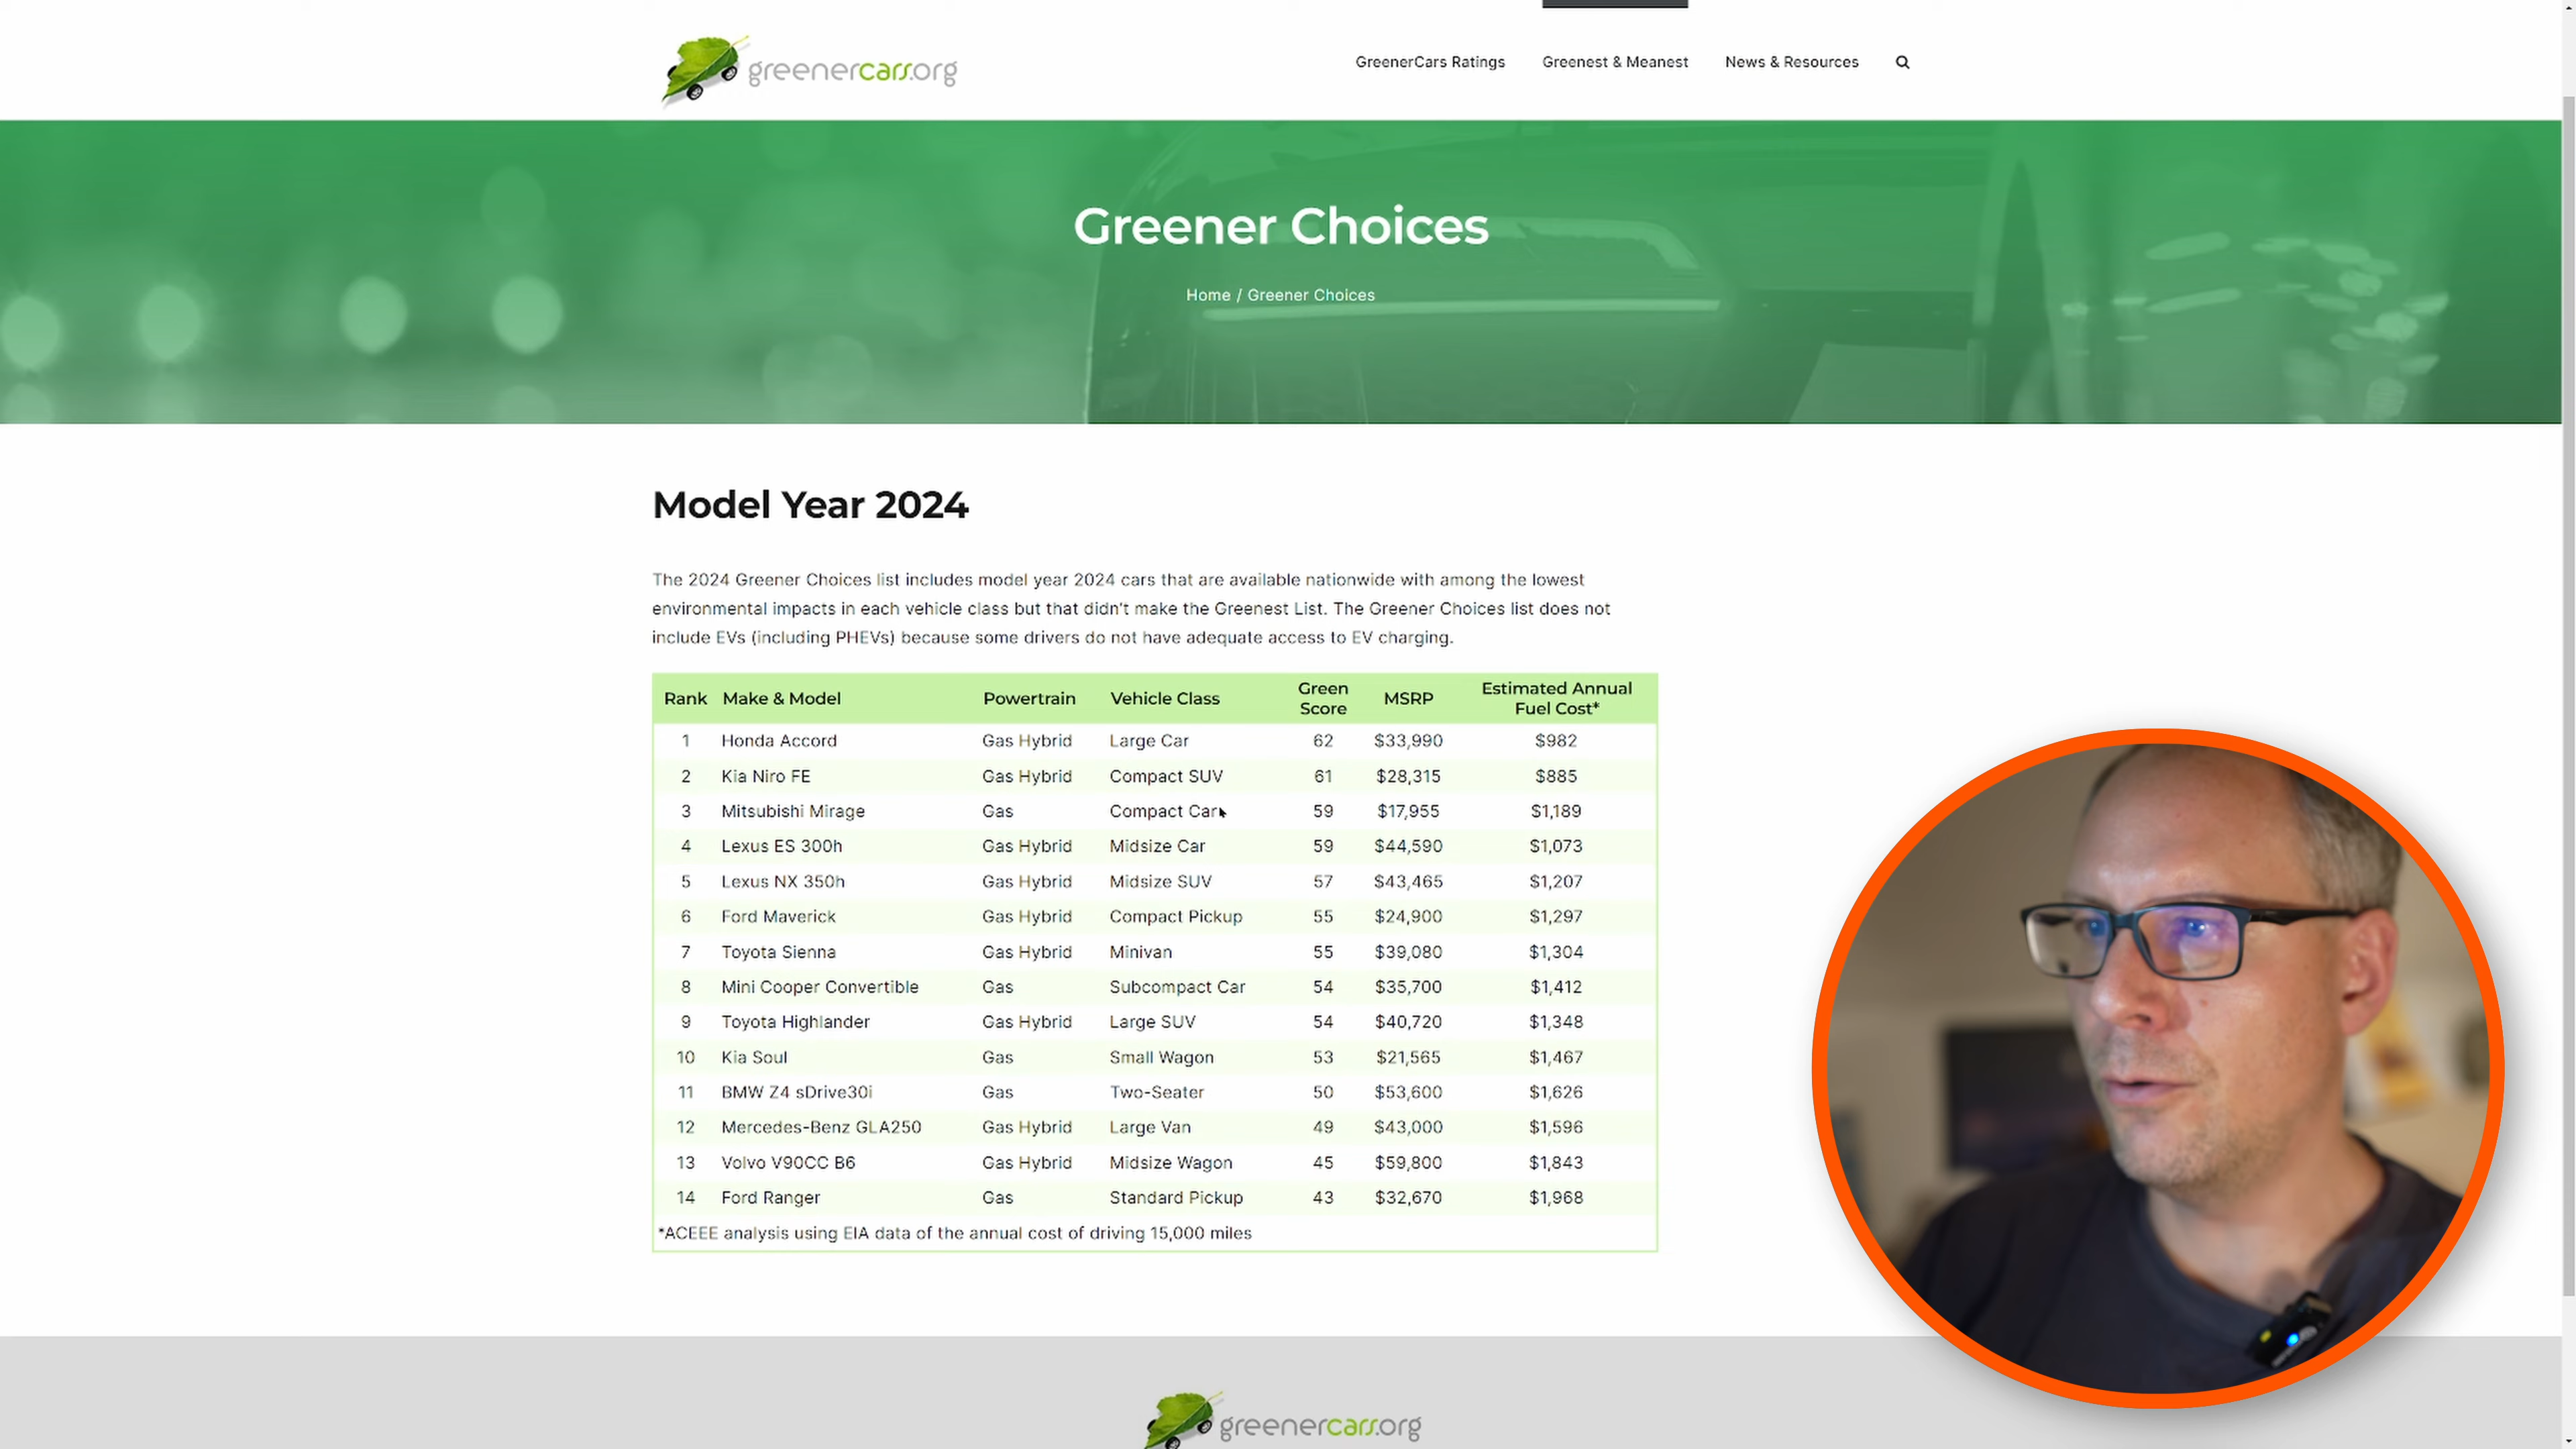 greenercars.org
GreenerCars Ratings Greenest & Meanest News & Resources
Greener Choices
Home / Greener Choices
Model Year 2024
The 2024 Greener Choices list includes model year 2024 cars that are available nationwide with among the lowest
environmental impacts in each vehicle class but that didn't make the Greenest List. The Greener Choices list does not
include EVs (including PHEVs) because some drivers do not have adequate access to EV charging.
Rank Make & Model Powertrain Vehicle Class Green Score MSRP Estimated Annual Fuel Cost*
1 Honda Accord Gas Hybrid Large Car 62 $33,990 $982
2 Kia Niro FE Gas Hybrid Compact SUV 61 $28,315 $885
3 Mitsubishi Mirage Gas Compact Car 59 $17,955 $1,189
4 Lexus ES 300h Gas Hybrid Midsize Car 59 $44,590 $1,073
5 Lexus NX 350h Gas Hybrid Midsize SUV 57 $43,465 $1,207
6 Ford Maverick Gas Hybrid Compact Pickup 55 $24,900 $1,297
7 Toyota Sienna Gas Hybrid Minivan 55 $39,080 $1,304
8 Mini Cooper Convertible Gas Subcompact Car 54 $35,700 $1,412
9 Toyota Highlander Gas Hybrid Large SUV 54 $40,720 $1,348
10 Kia Soul Gas Small Wagon 53 $21,565 $1,467
11 BMW Z4 sDrive30i Gas Two-Seater 50 $53,600 $1,626
12 Mercedes-Benz GLA250 Gas Hybrid Large Van 49 $43,000 $1,596
13 Volvo V90CC B6 Gas Hybrid Midsize Wagon 45 $59,800 $1,843
14 Ford Ranger Gas Standard Pickup 43 $32,670 $1,968
*ACEEE analysis using EIA data of the annual cost of driving 15,000 miles
greenercars.org